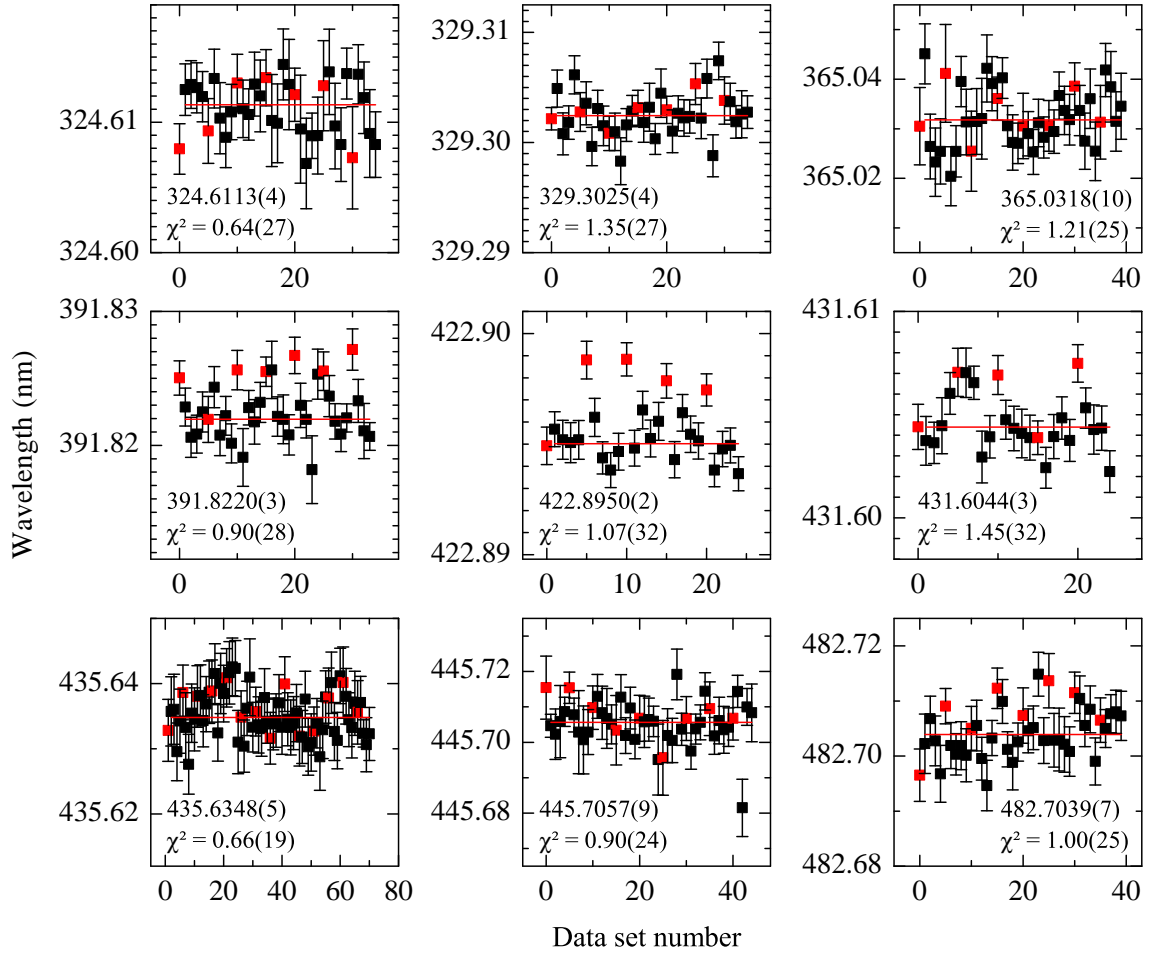 329.31
324.61
329.30
365.04
365.02
324.6113(4)
χ² = 0.64(27)
329.3025(4)
χ² = 1.35(27)
365.0318(10)
χ² = 1.21(25)
324.60
329.29
0 20
0 20
0 20 40
391.83
422.90
431.61
391.82
391.8220(3)
χ² = 0.90(28)
422.8950(2)
χ² = 1.07(32)
431.6044(3)
χ² = 1.45(32)
431.60
422.89
0 20
0 10 20
0 20
Wavelength (nm)
435.64
445.72
482.72
445.70
482.70
435.62
445.68
435.6348(5)
χ² = 0.66(19)
445.7057(9)
χ² = 0.90(24)
482.7039(7)
χ² = 1.00(25)
482.68
0 20 40 60 80
0 20 40
0 20 40
Data set number